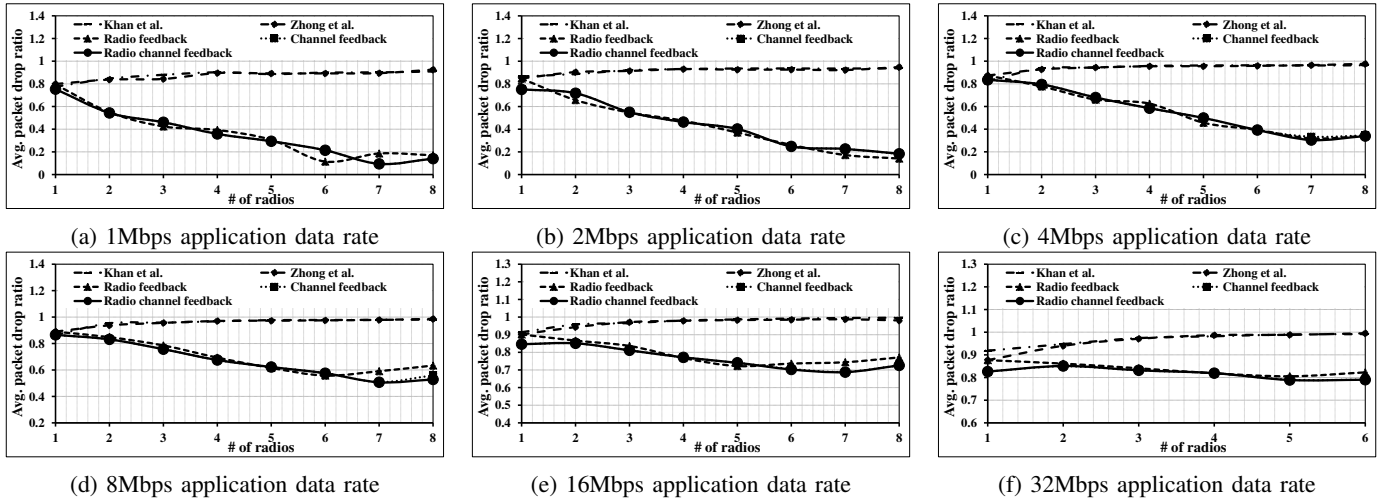 Avg. packet drop ratio
1.4
1.2
1
0.8
0.6
0.4
0.2
0
Khan et al.
Zhong et al.
Radio feedback
Channel feedback
Radio channel feedback
1 2 3 4 5 6 7 8
# of radios
(a) 1Mbps application data rate
Avg. packet drop ratio
1.4
1.2
1
0.8
0.6
0.4
0.2
0
Khan et al.
Zhong et al.
Radio feedback
Channel feedback
Radio channel feedback
1 2 3 4 5 6 7 8
# of radios
(b) 2Mbps application data rate
Avg. packet drop ratio
1.4
1.2
1
0.8
0.6
0.4
0.2
0
Khan et al.
Zhong et al.
Radio feedback
Channel feedback
Radio channel feedback
1 2 3 4 5 6 7 8
# of radios
(c) 4Mbps application data rate
Avg. packet drop ratio
1.4
1.2
1
0.8
0.6
0.4
0.2
Khan et al.
Zhong et al.
Radio feedback
Channel feedback
Radio channel feedback
1 2 3 4 5 6 7 8
# of radios
(d) 8Mbps application data rate
Avg. packet drop ratio
1.3
1.2
1.1
1
0.9
0.8
0.7
0.6
0.5
0.4
Khan et al.
Zhong et al.
Radio feedback
Channel feedback
Radio channel feedback
1 2 3 4 5 6 7 8
# of radios
(e) 16Mbps application data rate
Avg. packet drop ratio
1.3
1.2
1.1
1
0.9
0.8
0.7
0.6
Khan et al.
Zhong et al.
Radio feedback
Channel feedback
Radio channel feedback
1 2 3 4 5 6
# of radios
(f) 32Mbps application data rate